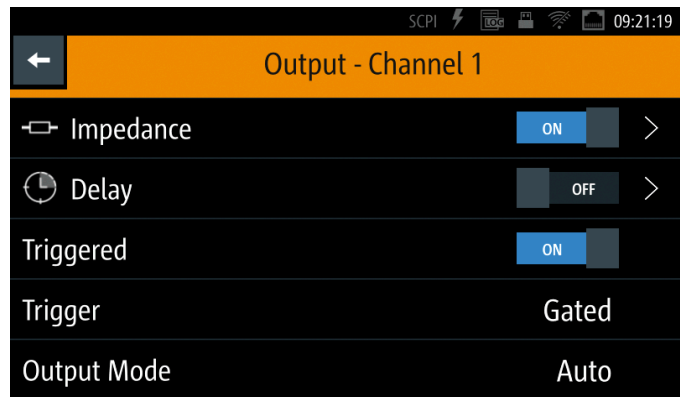 SCPI LOG 09:21:19
Output - Channel 1
Impedance ON
Delay OFF
Triggered ON
Trigger Gated
Output Mode Auto